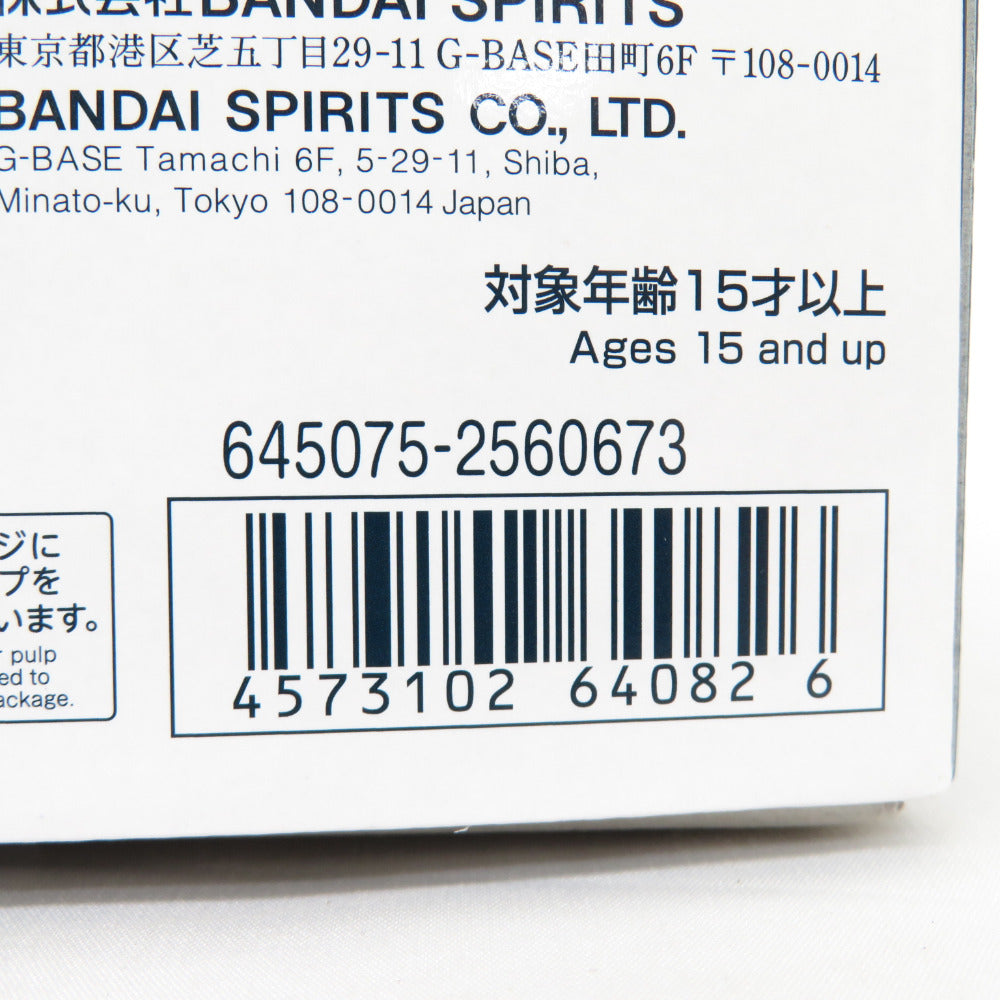 株式会社BANDAI SPIRITS
東京都港区芝五丁目29-11 G-BASE田町6F 〒108-0014
BANDAI SPIRITS CO., LTD.
G-BASE Tamachi 6F, 5-29-11, Shiba,
Minato-ku, Tokyo 108-0014 Japan
対象年齢15才以上
Ages 15 and up
645075-2560673
ジに
プを
います。
pulp
ed to
ackage.
4573102 64082 6